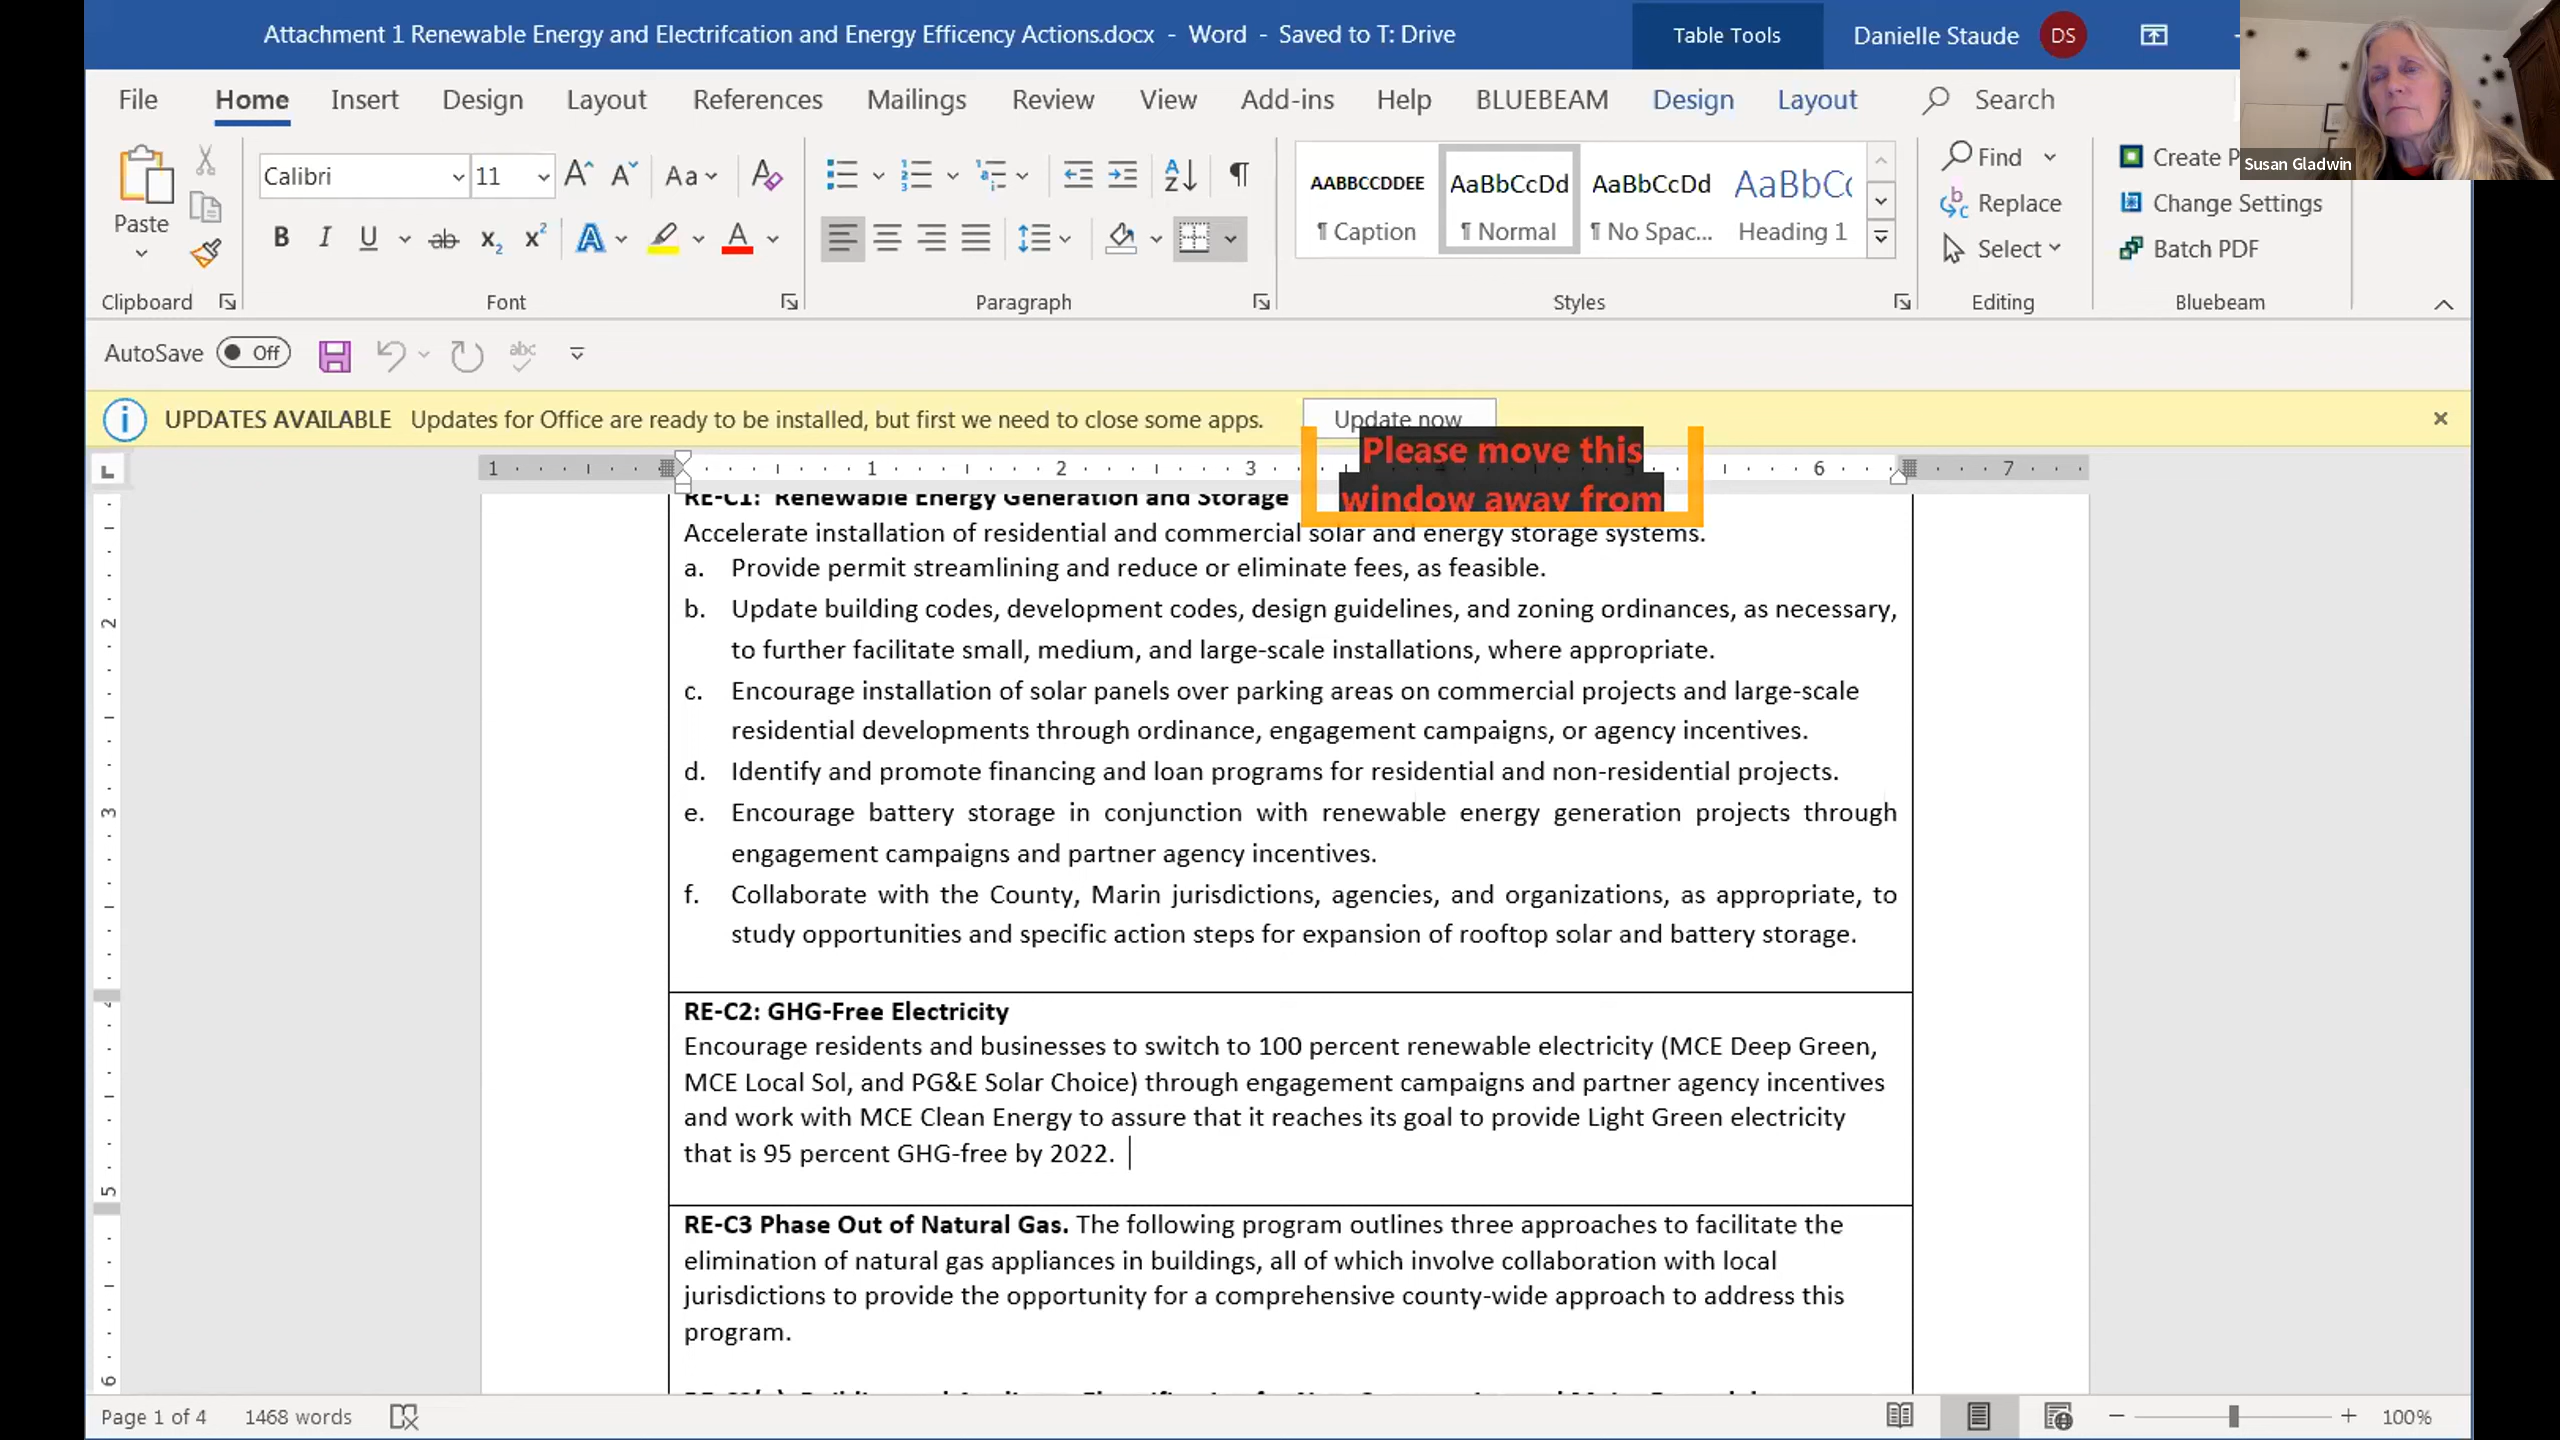 Attachment 1 Renewable Energy and Electrifcation and Energy Efficency Actions.docx - Word - Saved to T: Drive
Table Tools
Danielle Staude
DS
Susan Gladwin
File Home Insert Design Layout References Mailings Review View Add-ins Help BLUEBEAM Design Layout Search
Paste
Calibri
11
AABBCCDDEE AaBbCcDd AaBbCcDd AaBbC
¶ Caption ¶ Normal ¶ No Spac... Heading 1
Find
Replace
Select
Create P
Change Settings
Batch PDF
Clipboard Font Paragraph Styles Editing Bluebeam
AutoSave Off
UPDATES AVAILABLE Updates for Office are ready to be installed, but first we need to close some apps. Update now
Please move this
window away from
1 1 2 3 5 6 7
RE-C1: Renewable Energy Generation and Storage
Accelerate installation of residential and commercial solar and energy storage systems.
a. Provide permit streamlining and reduce or eliminate fees, as feasible.
b. Update building codes, development codes, design guidelines, and zoning ordinances, as necessary,
to further facilitate small, medium, and large-scale installations, where appropriate.
c. Encourage installation of solar panels over parking areas on commercial projects and large-scale
residential developments through ordinance, engagement campaigns, or agency incentives.
d. Identify and promote financing and loan programs for residential and non-residential projects.
e. Encourage battery storage in conjunction with renewable energy generation projects through
engagement campaigns and partner agency incentives.
f. Collaborate with the County, Marin jurisdictions, agencies, and organizations, as appropriate, to
study opportunities and specific action steps for expansion of rooftop solar and battery storage.
RE-C2: GHG-Free Electricity
Encourage residents and businesses to switch to 100 percent renewable electricity (MCE Deep Green,
MCE Local Sol, and PG&E Solar Choice) through engagement campaigns and partner agency incentives
and work with MCE Clean Energy to assure that it reaches its goal to provide Light Green electricity
that is 95 percent GHG-free by 2022.
RE-C3 Phase Out of Natural Gas. The following program outlines three approaches to facilitate the
elimination of natural gas appliances in buildings, all of which involve collaboration with local
jurisdictions to provide the opportunity for a comprehensive county-wide approach to address this
program.
Page 1 of 4 1468 words
100%